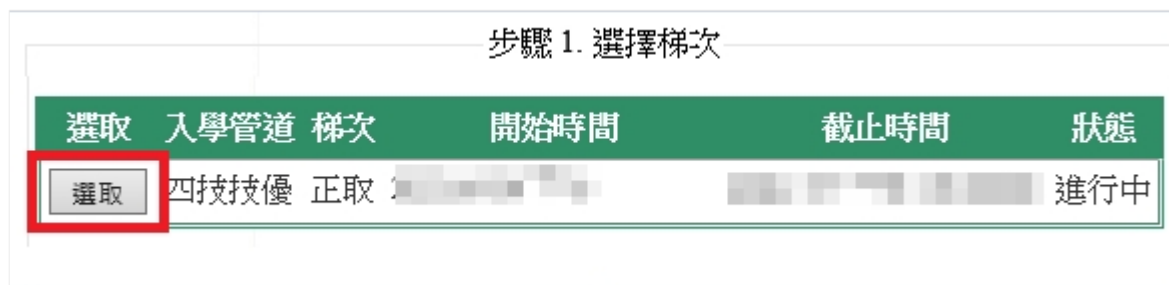 步驟 1. 選擇梯次
選取 入學管道 梯次 開始時間 截止時間 狀態
選取 四技技優 正取 進行中